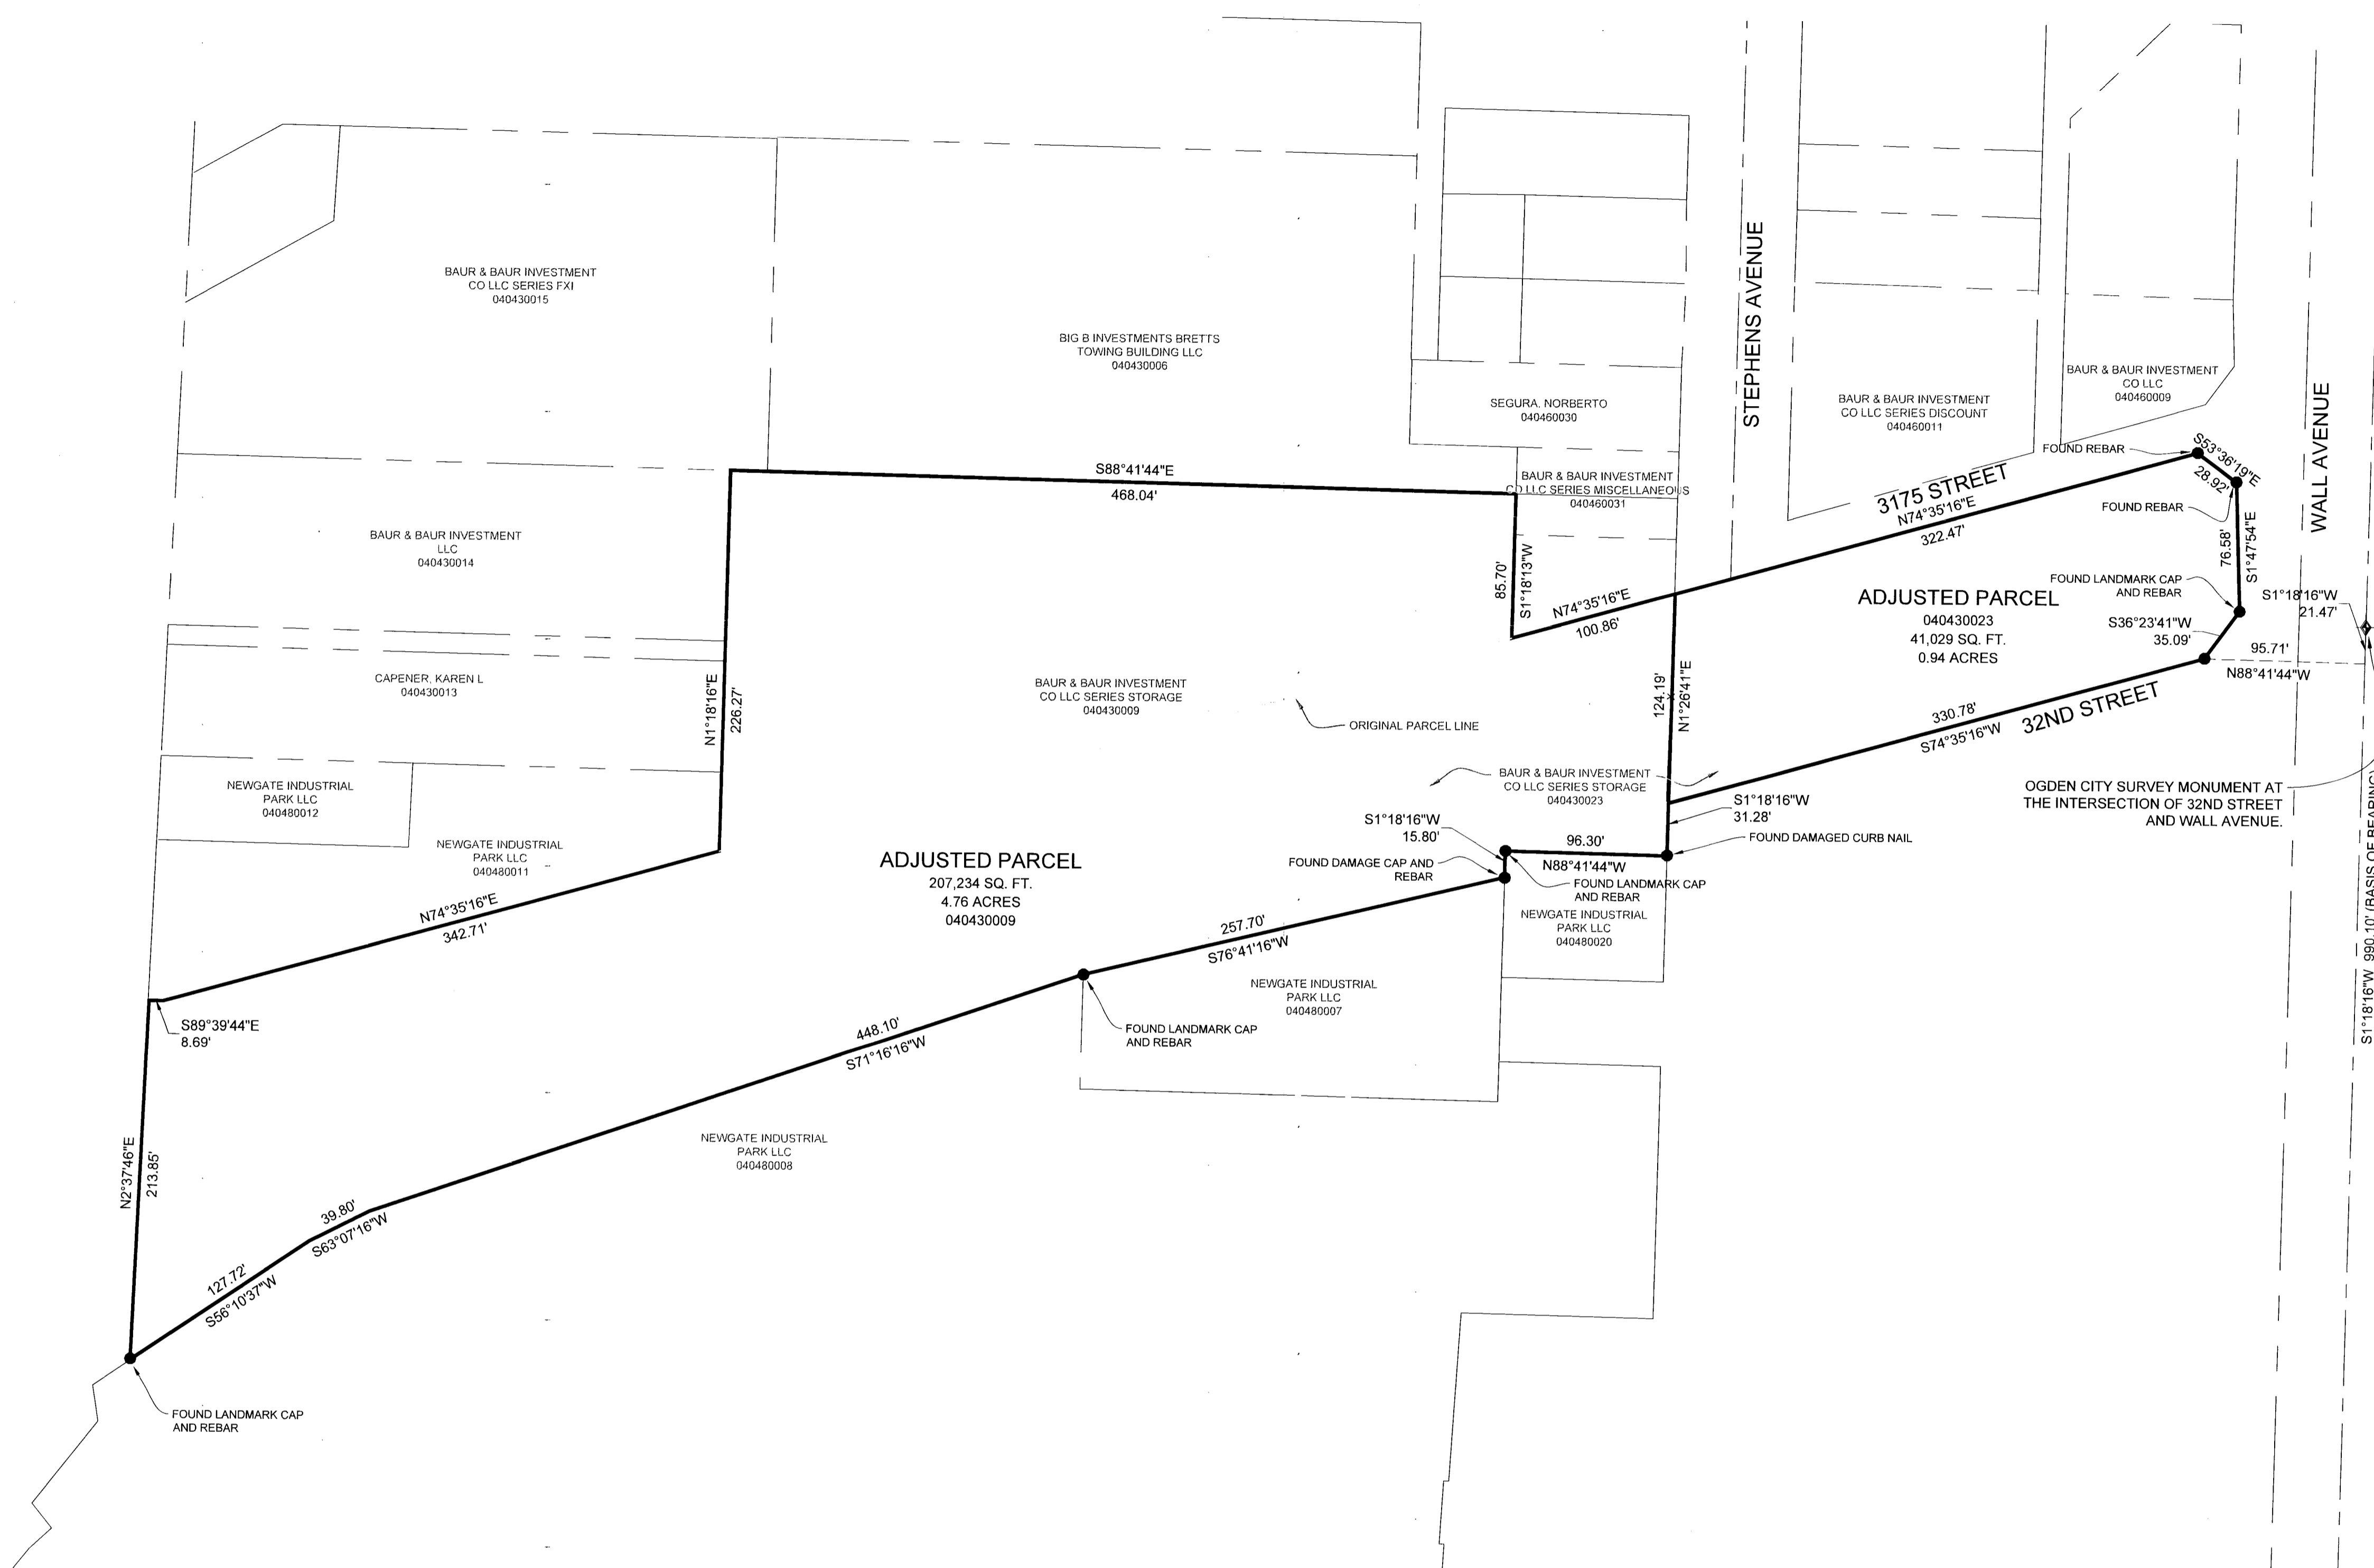 BAUR & BAUR INVESTMENT
CO LLC SERIES FXI
040430015
BIG B INVESTMENTS BRETTS
TOWING BUILDING LLC
040430006
SEGURA, NORBERTO
040460030
STEPHENS AVENUE
BAUR & BAUR INVESTMENT
CO LLC SERIES DISCOUNT
040460011
BAUR & BAUR INVESTMENT
CO LLC
040460009
WALL AVENUE
FOUND REBAR
S53°36'19"E
28.92'
FOUND REBAR
3175 STREET
N74°35'16"E
322.47'
76.58'
S1°47'54"E
S88°41'44"E
468.04'
BAUR & BAUR INVESTMENT
CO LLC SERIES MISCELLANEOUS
040460031
BAUR & BAUR INVESTMENT
LLC
040430014
85.70'
S1°18'13"W
N74°35'16"E
100.86'
FOUND LANDMARK CAP
AND REBAR
ADJUSTED PARCEL
040430023
41,029 SQ. FT.
0.94 ACRES
S1°18'16"W
21.47'
S36°23'41"W
35.09'
95.71'
N88°41'44"W
CAPENER, KAREN L
040430013
N1°18'16"E
226.27'
BAUR & BAUR INVESTMENT
CO LLC SERIES STORAGE
040430009
ORIGINAL PARCEL LINE
124.19'
N1°26'41"E
330.78'
S74°35'16"W
32ND STREET
BAUR & BAUR INVESTMENT
CO LLC SERIES STORAGE
040430023
OGDEN CITY SURVEY MONUMENT AT
THE INTERSECTION OF 32ND STREET
AND WALL AVENUE.
S1°18'16"W 990.10' (BASIS OF BEARING)
NEWGATE INDUSTRIAL
PARK LLC
040480012
NEWGATE INDUSTRIAL
PARK LLC
040480011
S1°18'16"W
31.28'
S1°18'16"W
15.80'
96.30'
N88°41'44"W
FOUND DAMAGED CURB NAIL
FOUND DAMAGE CAP AND
REBAR
FOUND LANDMARK CAP
AND REBAR
ADJUSTED PARCEL
207,234 SQ. FT.
4.76 ACRES
040430009
NEWGATE INDUSTRIAL
PARK LLC
040480020
N74°35'16"E
342.71'
257.70'
S76°41'16"W
NEWGATE INDUSTRIAL
PARK LLC
040480007
S89°39'44"E
8.69'
FOUND LANDMARK CAP
AND REBAR
448.10'
S71°16'16"W
NEWGATE INDUSTRIAL
PARK LLC
040480008
N2°37'46"E
213.85'
39.80'
S63°07'16"W
127.72'
S56°10'37"W
FOUND LANDMARK CAP
AND REBAR